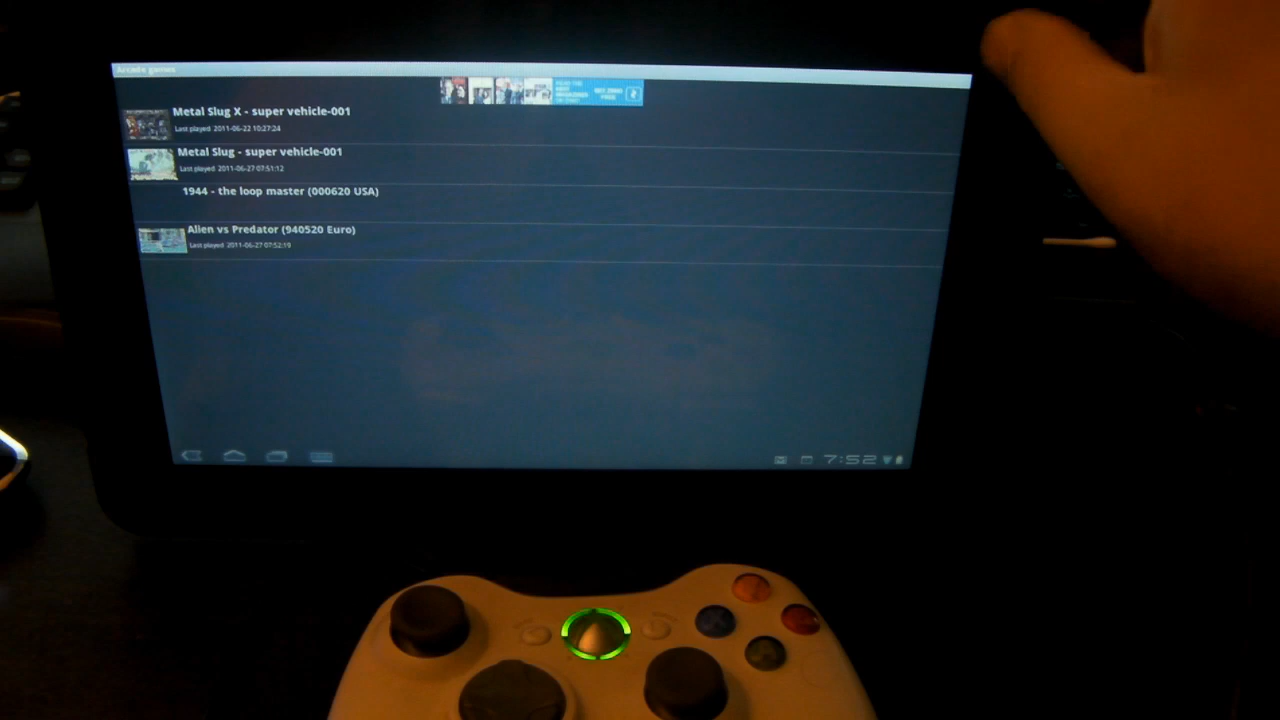 Arcade games
Metal Slug X - super vehicle-001
Last played 2011-06-22 10:27:24
Metal Slug - super vehicle-001
Last played 2011-06-27 07:51:12
1944 - the loop master (000620 USA)
Alien vs Predator (940520 Euro)
Last played 2011-06-27 07:52:19
7:52